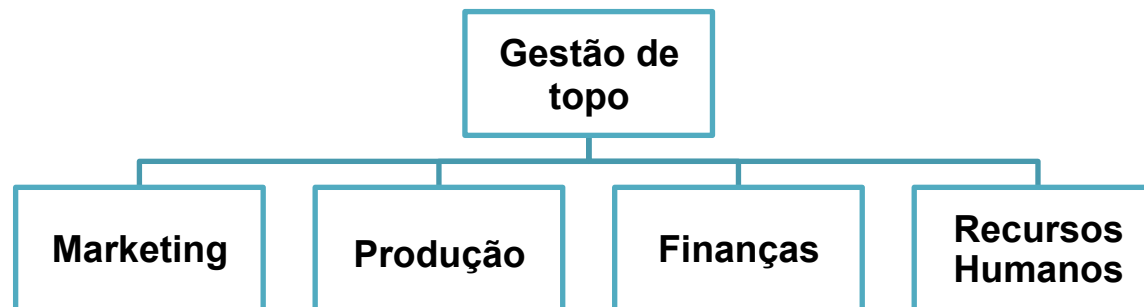 Gestão de
topo
Marketing
Produção
Finanças
Recursos
Humanos